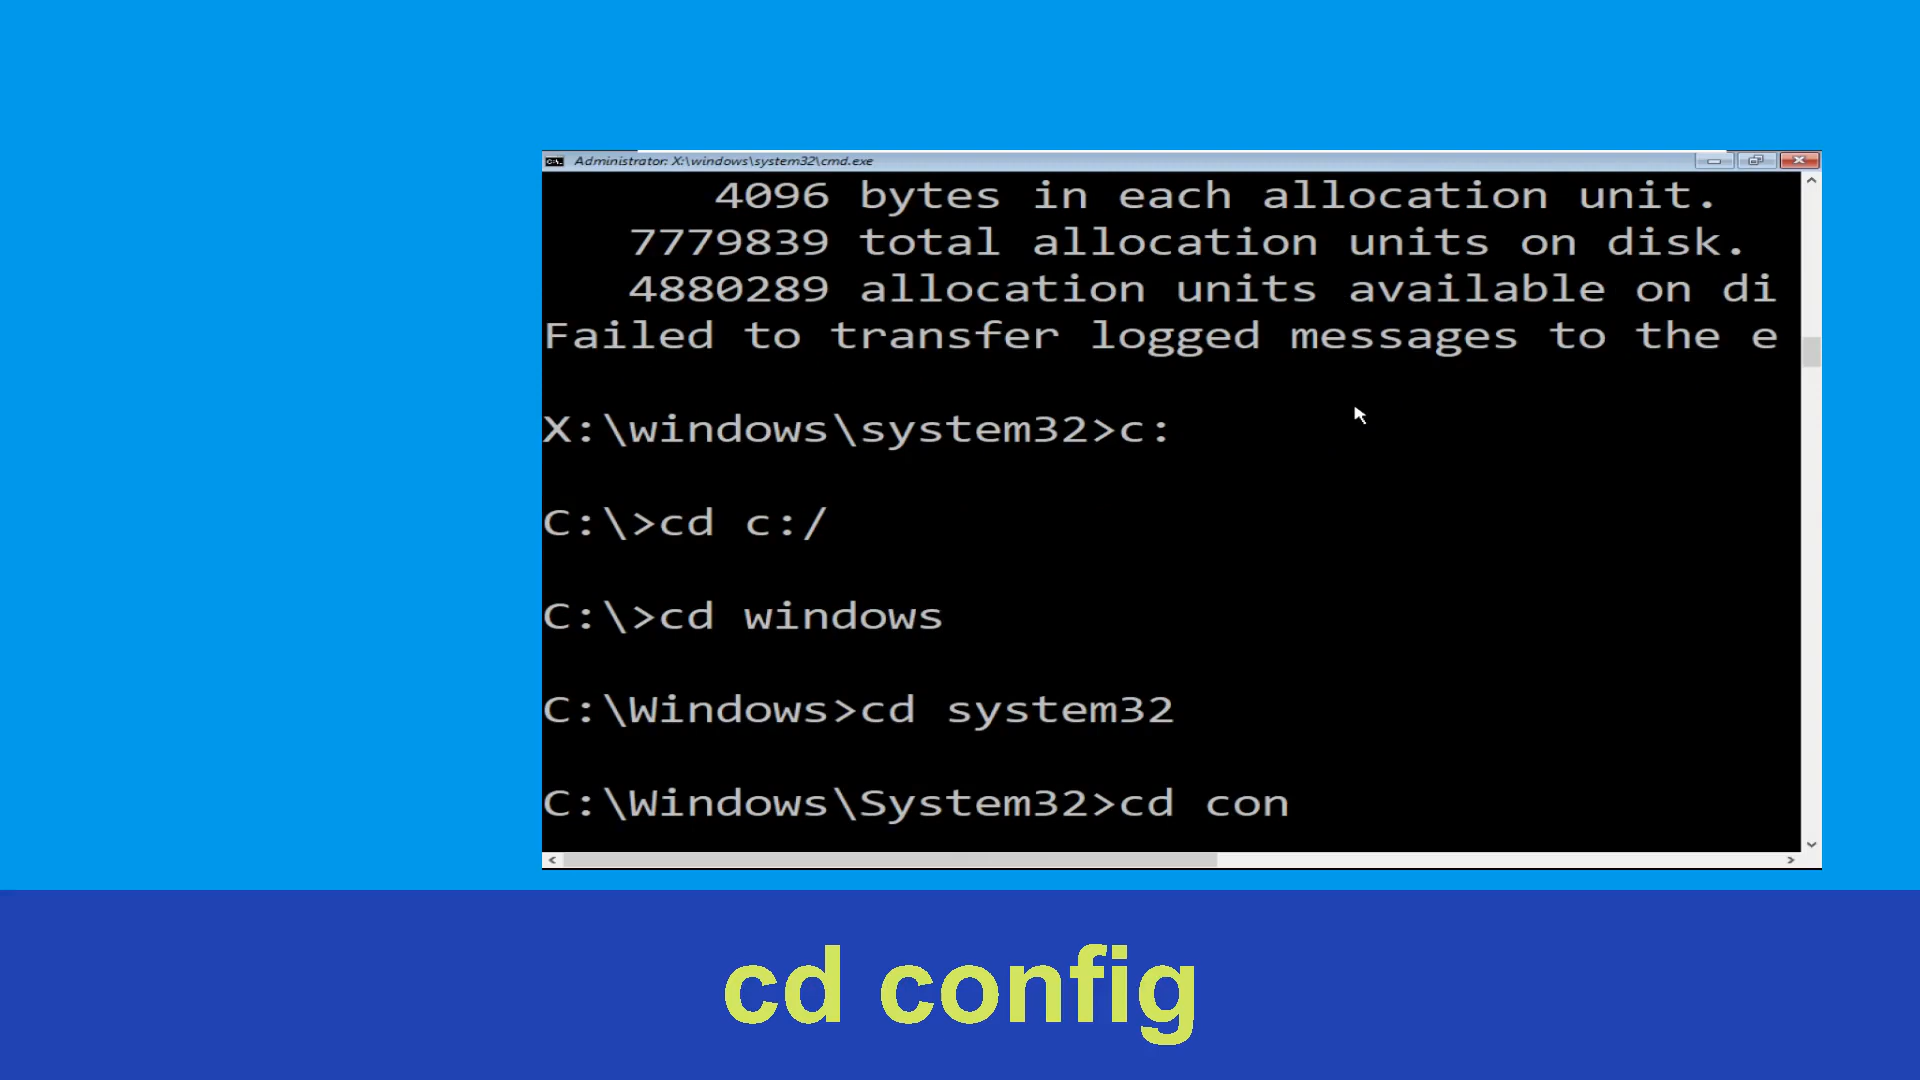 Administrator: X:\windows\system32\cmd.exe
4096 bytes in each allocation unit.
7779839 total allocation units on disk.
4880289 allocation units available on di
Failed to transfer logged messages to the e
X:\windows\system32>c:
C:\>cd c:/
C:\>cd windows
C:\Windows>cd system32
C:\Windows\System32>cd con
cd config